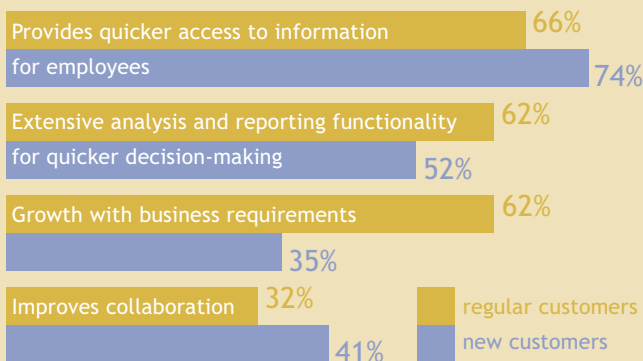 Provides quicker access to information
66%
for employees
74%
Extensive analysis and reporting functionality
62%
for quicker decision-making
52%
Growth with business requirements
62%
35%
Improves collaboration
32%
41%
regular customers
new customers